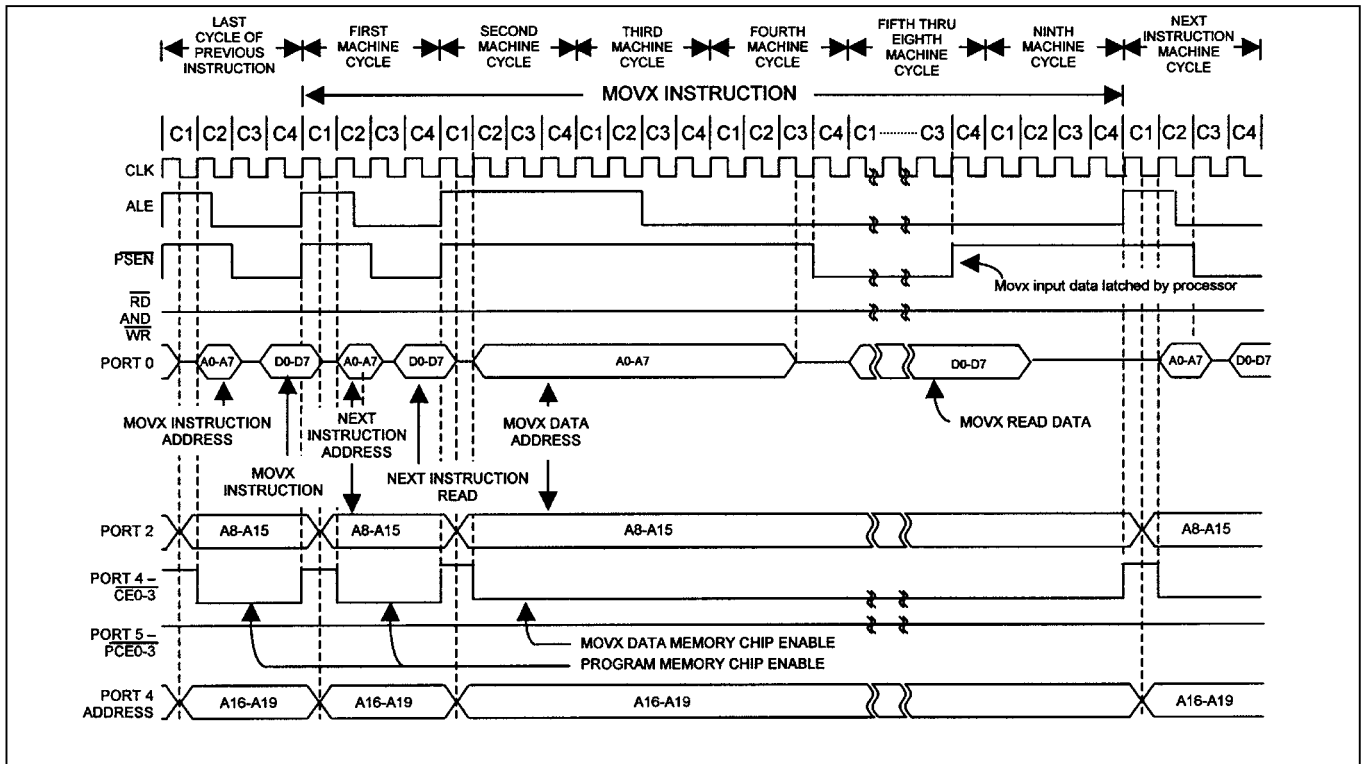 LAST CYCLE OF PREVIOUS INSTRUCTION
FIRST MACHINE CYCLE
SECOND MACHINE CYCLE
THIRD MACHINE CYCLE
FOURTH MACHINE CYCLE
FIFTH THRU EIGHTH MACHINE CYCLE
NINTH MACHINE CYCLE
NEXT INSTRUCTION MACHINE CYCLE
MOVX INSTRUCTION
C1 C2 C3 C4 C1 C2 C3 C4 C1 C2 C3 C4 C1 C2 C3 C4 C1 C2 C3 C4 C1 ........ C3 C4 C1 C2 C3 C4 C1 C2 C3 C4
CLK
ALE
PSEN
Movx input data latched by processor
RD
AND
WR
PORT 0 A0-A7 D0-D7 A0-A7 D0-D7 A0-A7 D0-D7 A0-A7 D0-D7
MOVX INSTRUCTION ADDRESS
NEXT INSTRUCTION ADDRESS
MOVX DATA ADDRESS
MOVX READ DATA
MOVX INSTRUCTION
NEXT INSTRUCTION READ
PORT 2 A8-A15 A8-A15 A8-A15 A8-A15
PORT 4 –
CE0-3
PORT 5 –
PCE0-3
MOVX DATA MEMORY CHIP ENABLE
PROGRAM MEMORY CHIP ENABLE
PORT 4 ADDRESS A16-A19 A16-A19 A16-A19 A16-A19